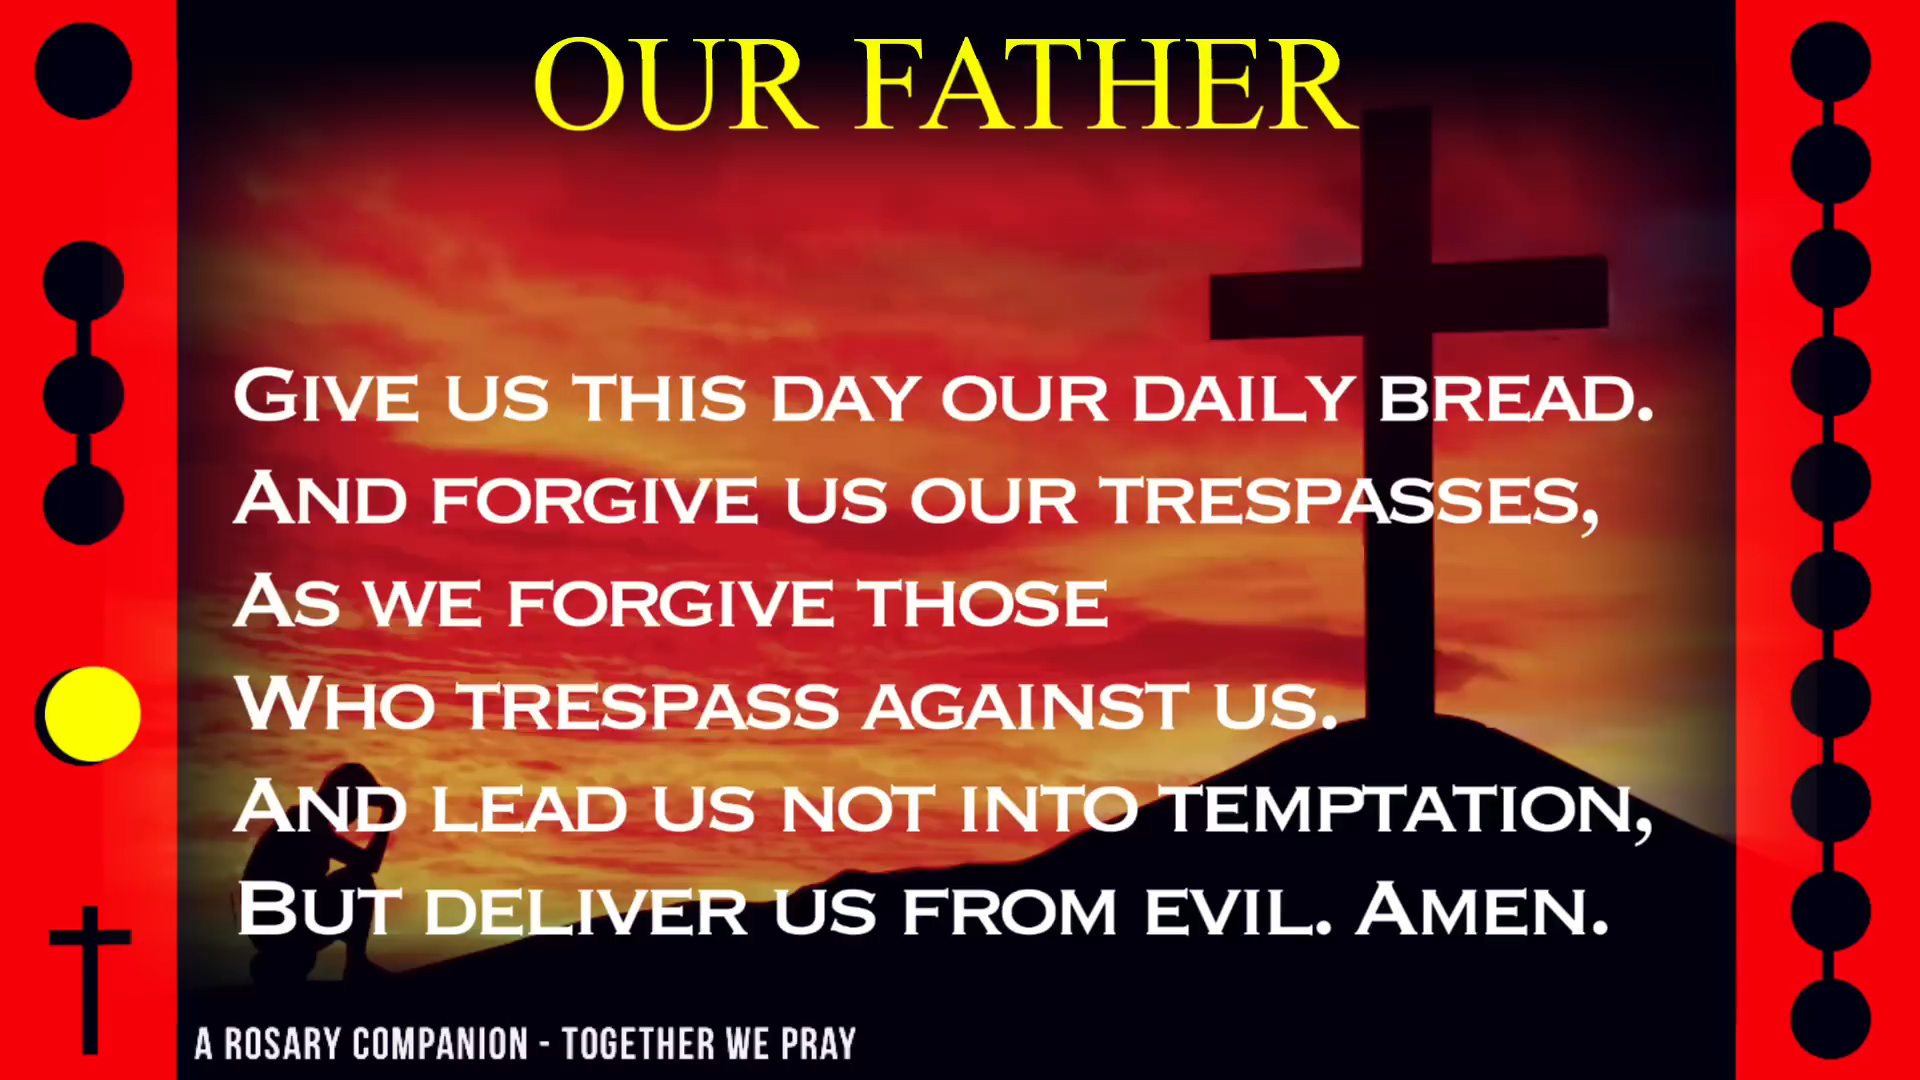 OUR FATHER
GIVE US THIS DAY OUR DAILY BREAD.
AND FORGIVE US OUR TRESPASSES,
AS WE FORGIVE THOSE
WHO TRESPASS AGAINST US.
AND LEAD US NOT INTO TEMPTATION,
BUT DELIVER US FROM EVIL. AMEN.
A ROSARY COMPANION - TOGETHER WE PRAY